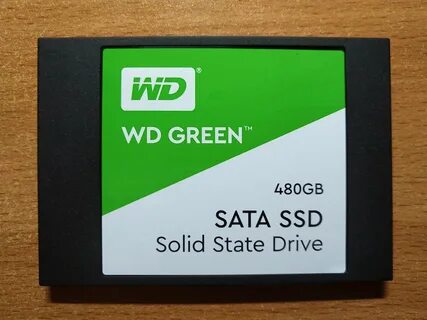 WD®
WD GREEN™
480GB
SATA SSD
Solid State Drive